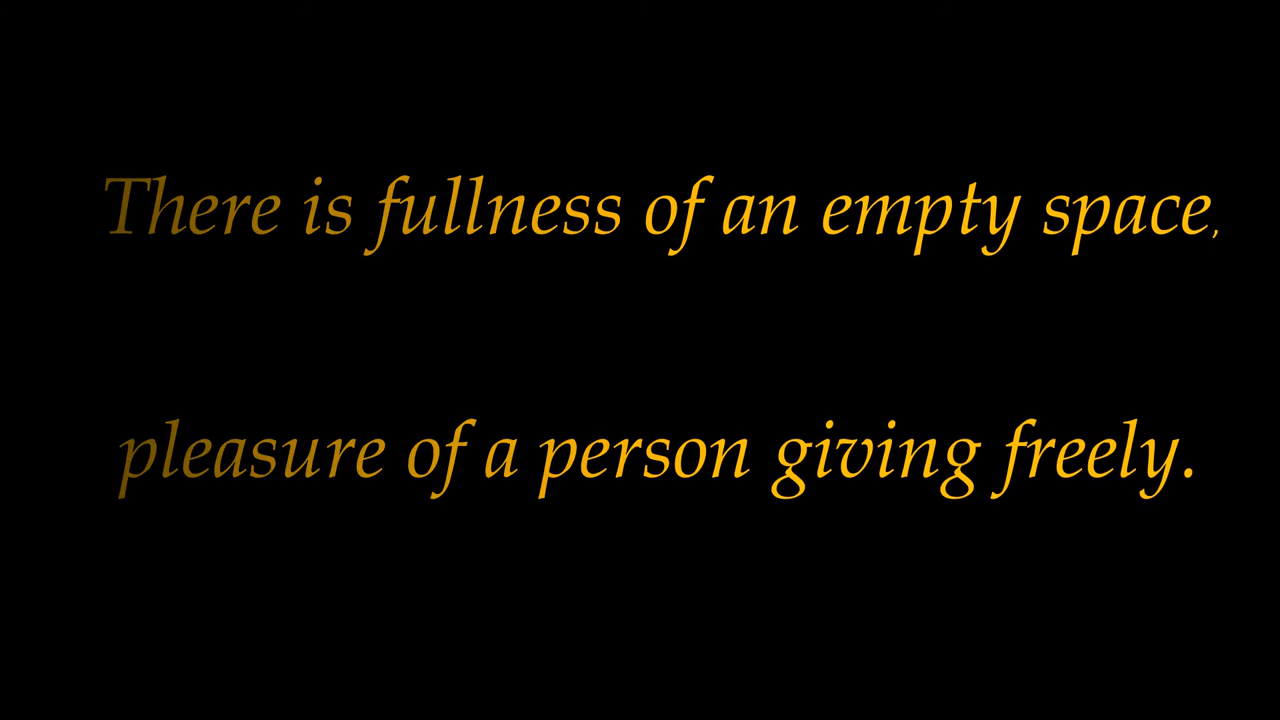 There is fullness of an empty space,
pleasure of a person giving freely.